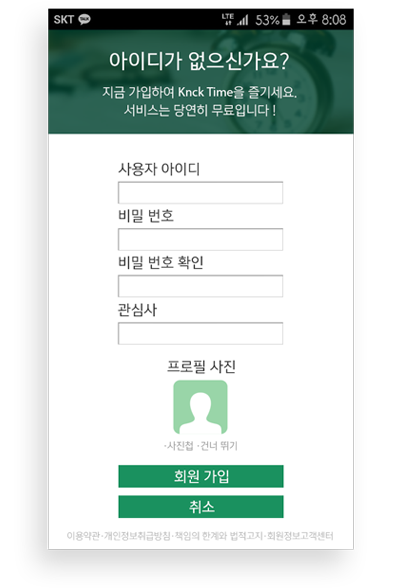 SKT LTE 53% 오후 8:08
아이디가 없으신가요?
지금 가입하여 Knck Time을 즐기세요.
서비스는 당연히 무료입니다 !
사용자 아이디
비밀 번호
비밀 번호 확인
관심사
프로필 사진
·사진첩 ·건너 뛰기
회원 가입
취소
이용약관·개인정보취급방침·책임의 한계와 법적고지·회원정보고객센터